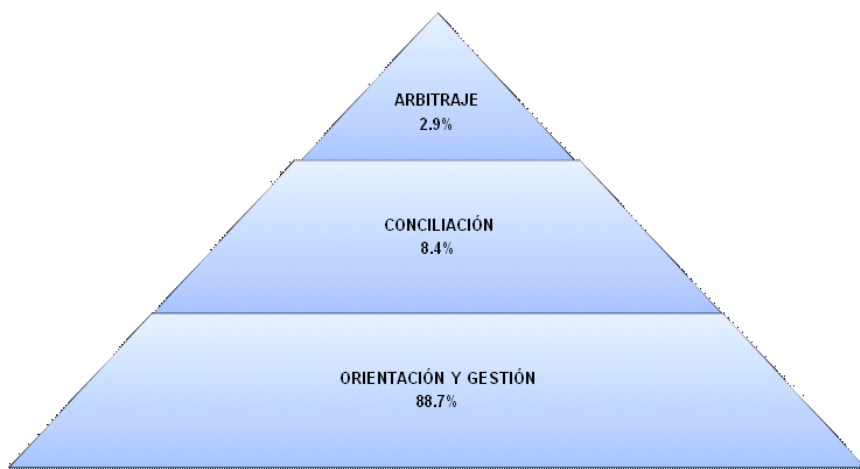 ARBITRAJE
2.9%
CONCILIACIÓN
8.4%
ORIENTACIÓN Y GESTIÓN
88.7%